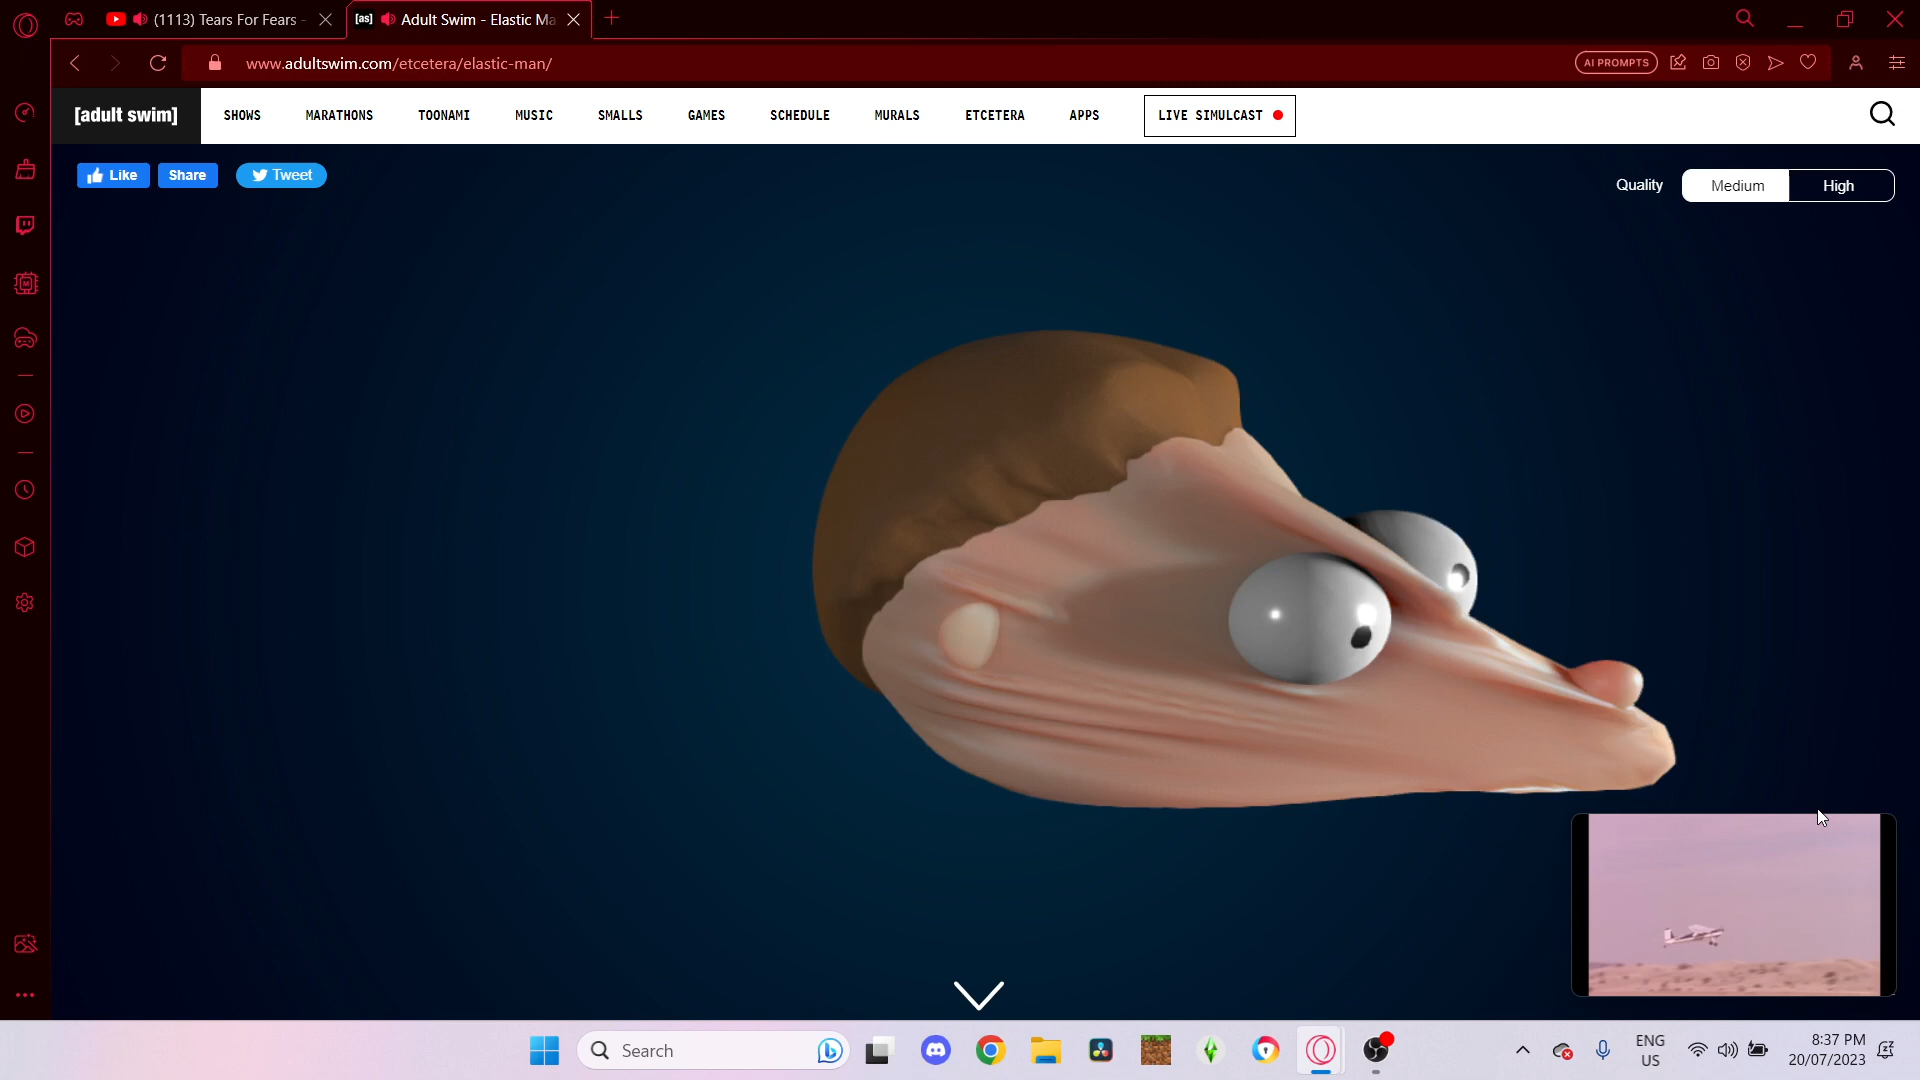 (1113) Tears For Fears -
[as] Adult Swim - Elastic Ma
www.adultswim.com/etcetera/elastic-man/
AI PROMPTS
[adult swim] SHOWS MARATHONS TOONAMI MUSIC SMALLS GAMES SCHEDULE MURALS ETCETERA APPS LIVE SIMULCAST
Like Share Tweet
Quality Medium High
Search
ENG
US
8:37 PM
20/07/2023